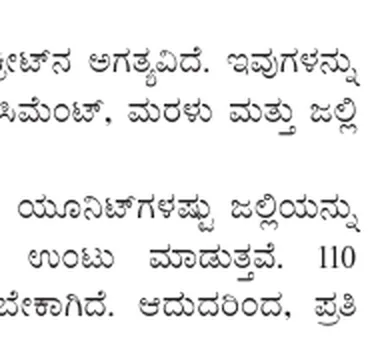 ಅಗತ್ಯವಿದೆ. ಇವುಗಳನ್ನು
ಸಿಮೆಂಟ್, ಮರಳು ಮತ್ತು ಜಲ್ಲಿ
ಯೂನಿಟ್‌ಗಳಷ್ಟು ಜಲ್ಲಿಯನ್ನು
ಉಂಟು ಮಾಡುತ್ತವೆ. 110
ಬೇಕಾಗಿದೆ. ಆದುದರಿಂದ, ಪ್ರತಿ